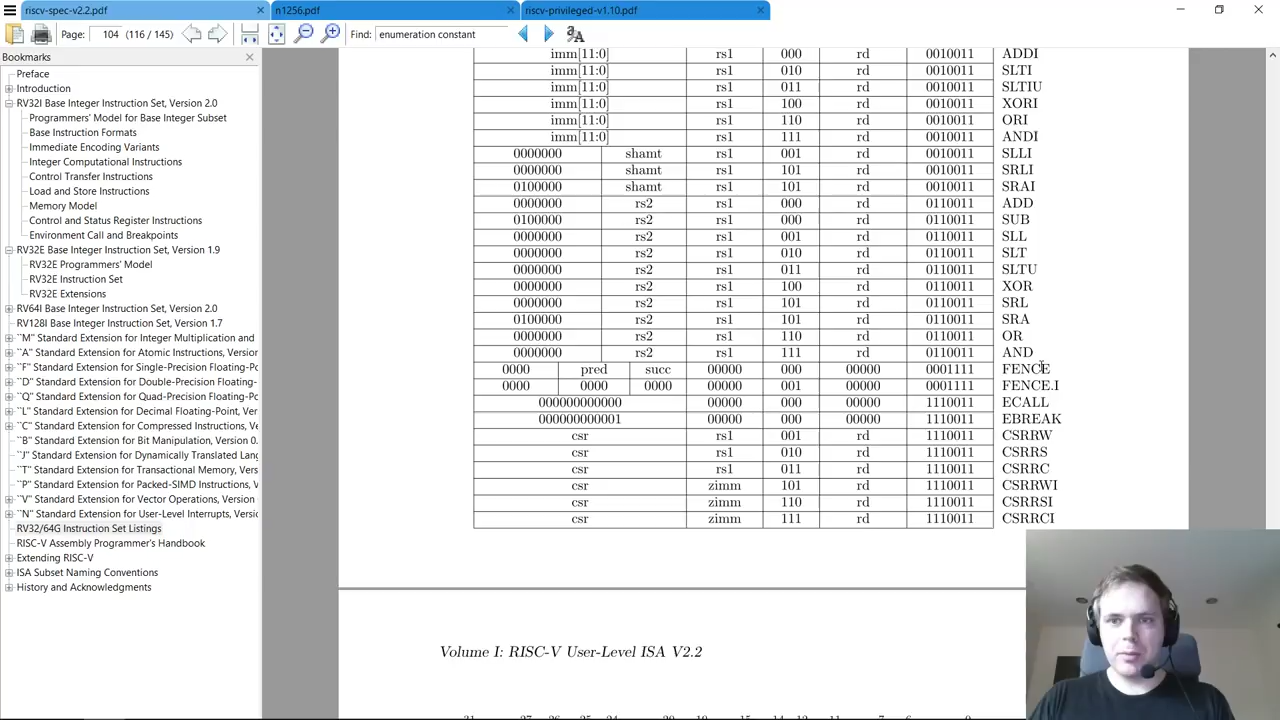 riscv-spec-v2.2.pdf n1256.pdf riscv-privileged-v1.10.pdf
Page: 104 (116 / 145) Find: enumeration constant
Bookmarks
Preface
Introduction
RV32I Base Integer Instruction Set, Version 2.0
Programmers' Model for Base Integer Subset
Base Instruction Formats
Immediate Encoding Variants
Integer Computational Instructions
Control Transfer Instructions
Load and Store Instructions
Memory Model
Control and Status Register Instructions
Environment Call and Breakpoints
RV32E Base Integer Instruction Set, Version 1.9
RV32E Programmers' Model
RV32E Instruction Set
RV32E Extensions
RV64I Base Integer Instruction Set, Version 2.0
RV128I Base Integer Instruction Set, Version 1.7
``M'' Standard Extension for Integer Multiplication and
``A'' Standard Extension for Atomic Instructions, Version
``F'' Standard Extension for Single-Precision Floating-Po
``D'' Standard Extension for Double-Precision Floating-
``Q'' Standard Extension for Quad-Precision Floating-Po
``L'' Standard Extension for Decimal Floating-Point, Ver
``C'' Standard Extension for Compressed Instructions, Ve
``B'' Standard Extension for Bit Manipulation, Version 0.
``J'' Standard Extension for Dynamically Translated Lang
``T'' Standard Extension for Transactional Memory, Vers
``P'' Standard Extension for Packed-SIMD Instructions, V
``V'' Standard Extension for Vector Operations, Version
``N'' Standard Extension for User-Level Interrupts, Versio
RV32/64G Instruction Set Listings
RISC-V Assembly Programmer's Handbook
Extending RISC-V
ISA Subset Naming Conventions
History and Acknowledgments
imm[11:0] rs1 000 rd 0010011 ADDI
imm[11:0] rs1 010 rd 0010011 SLTI
imm[11:0] rs1 011 rd 0010011 SLTIU
imm[11:0] rs1 100 rd 0010011 XORI
imm[11:0] rs1 110 rd 0010011 ORI
imm[11:0] rs1 111 rd 0010011 ANDI
0000000 shamt rs1 001 rd 0010011 SLLI
0000000 shamt rs1 101 rd 0010011 SRLI
0100000 shamt rs1 101 rd 0010011 SRAI
0000000 rs2 rs1 000 rd 0110011 ADD
0100000 rs2 rs1 000 rd 0110011 SUB
0000000 rs2 rs1 001 rd 0110011 SLL
0000000 rs2 rs1 010 rd 0110011 SLT
0000000 rs2 rs1 011 rd 0110011 SLTU
0000000 rs2 rs1 100 rd 0110011 XOR
0000000 rs2 rs1 101 rd 0110011 SRL
0100000 rs2 rs1 101 rd 0110011 SRA
0000000 rs2 rs1 110 rd 0110011 OR
0000000 rs2 rs1 111 rd 0110011 AND
0000 pred succ 00000 000 00000 0001111 FENCE
0000 0000 0000 00000 001 00000 0001111 FENCE.I
000000000000 00000 000 00000 1110011 ECALL
000000000001 00000 000 00000 1110011 EBREAK
csr rs1 001 rd 1110011 CSRRW
csr rs1 010 rd 1110011 CSRRS
csr rs1 011 rd 1110011 CSRRC
csr zimm 101 rd 1110011 CSRRWI
csr zimm 110 rd 1110011 CSRRSI
csr zimm 111 rd 1110011 CSRRCI
Volume I: RISC-V User-Level ISA V2.2
31 27 26 25 24 20 19 15 14 12 11 7 6 0